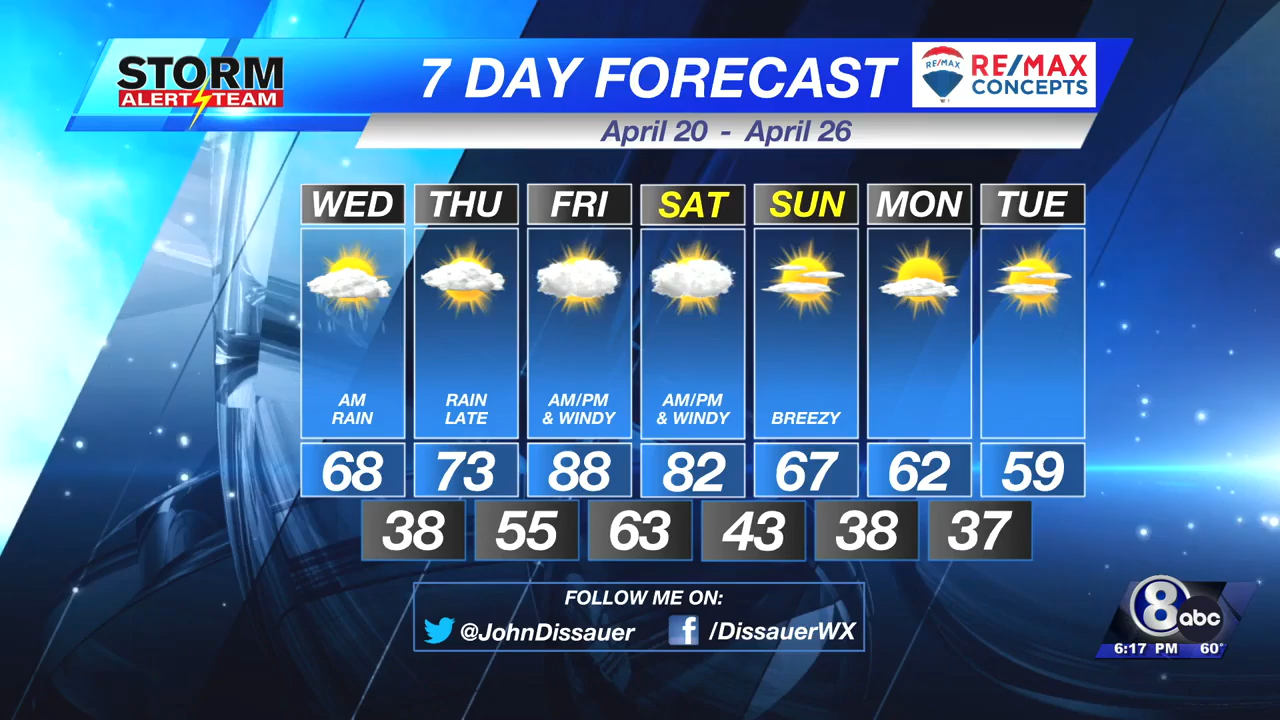 STORM
ALERT TEAM
7 DAY FORECAST
RE/MAX
RE/MAX
CONCEPTS
April 20 - April 26
WED THU FRI SAT SUN MON TUE
AM RAIN
RAIN LATE
AM/PM & WINDY
AM/PM & WINDY
BREEZY
68 73 88 82 67 62 59
38 55 63 43 38 37
FOLLOW ME ON:
@JohnDissauer /DissauerWX
8 abc
6:17 PM 60°